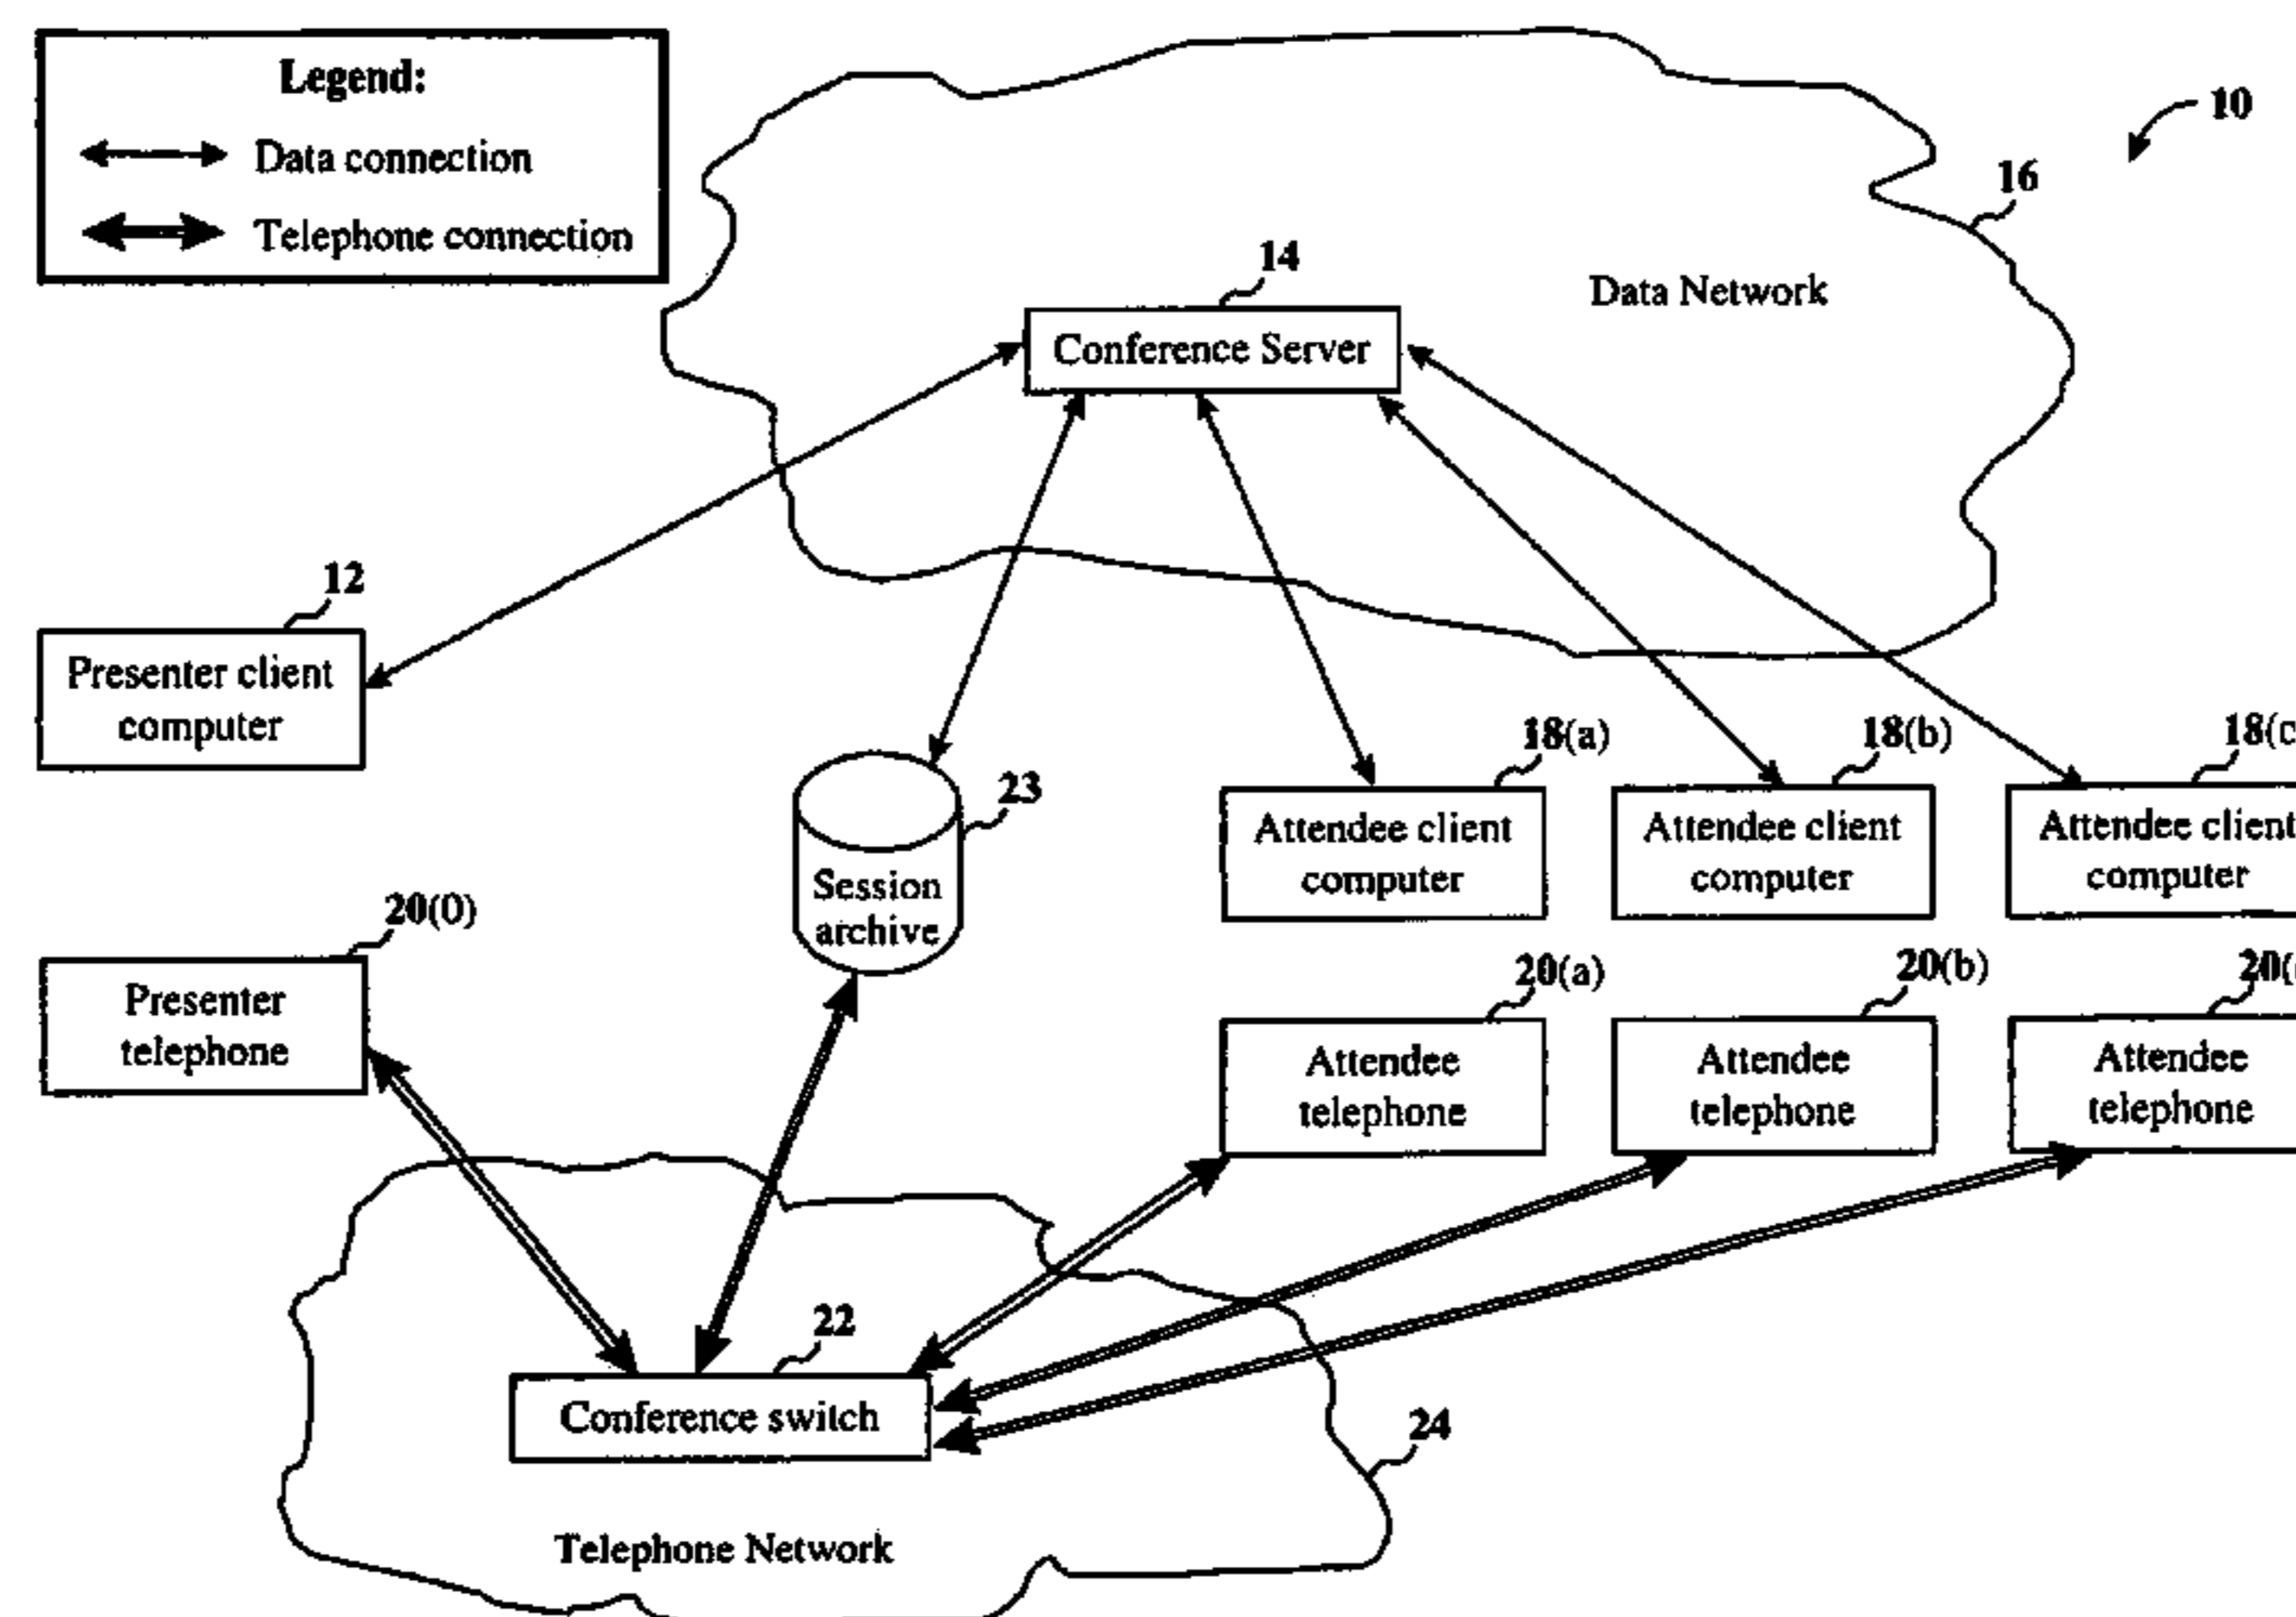 Legend:
Data connection
Telephone connection
10
16
14
Data Network
Conference Server
12
Presenter client
computer
18(a)
18(b)
18(c
23
Attendee client
computer
Attendee client
computer
Attendee client
computer
Session
archive
20(0)
Presenter
telephone
20(a)
20(b)
20(
Attendee
telephone
Attendee
telephone
Attendee
telephone
22
Conference switch
24
Telephone Network